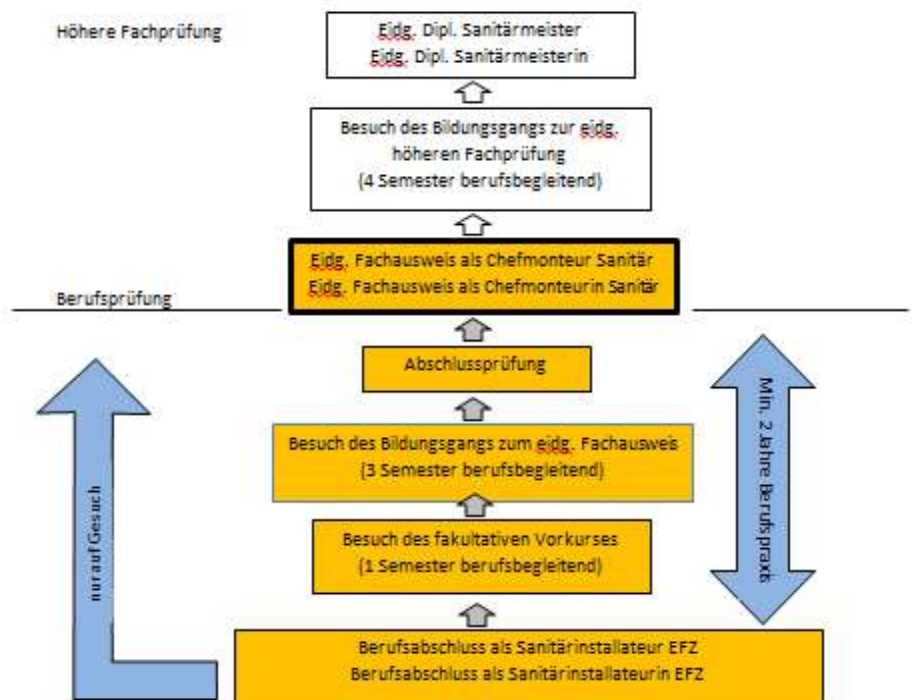 Höhere Fachprüfung
Eidg. Dipl. Sanitärmeister
Eidg. Dipl. Sanitärmeisterin
Besuch des Bildungsgangs zur eidg.
höheren Fachprüfung
(4 Semester berufsbegleitend)
Eidg. Fachausweis als Chefmonteur Sanitär
Eidg. Fachausweis als Chefmonteurin Sanitär
Berufsprüfung
Abschlussprüfung
Besuch des Bildungsgangs zum eidg. Fachausweis
(3 Semester berufsbegleitend)
Besuch des fakultativen Vorkurses
(1 Semester berufsbegleitend)
Berufsabschluss als Sanitärinstallateur EFZ
Berufsabschluss als Sanitärinstallateurin EFZ
nur auf Gesuch
Min. 2 Jahre Berufspraxis